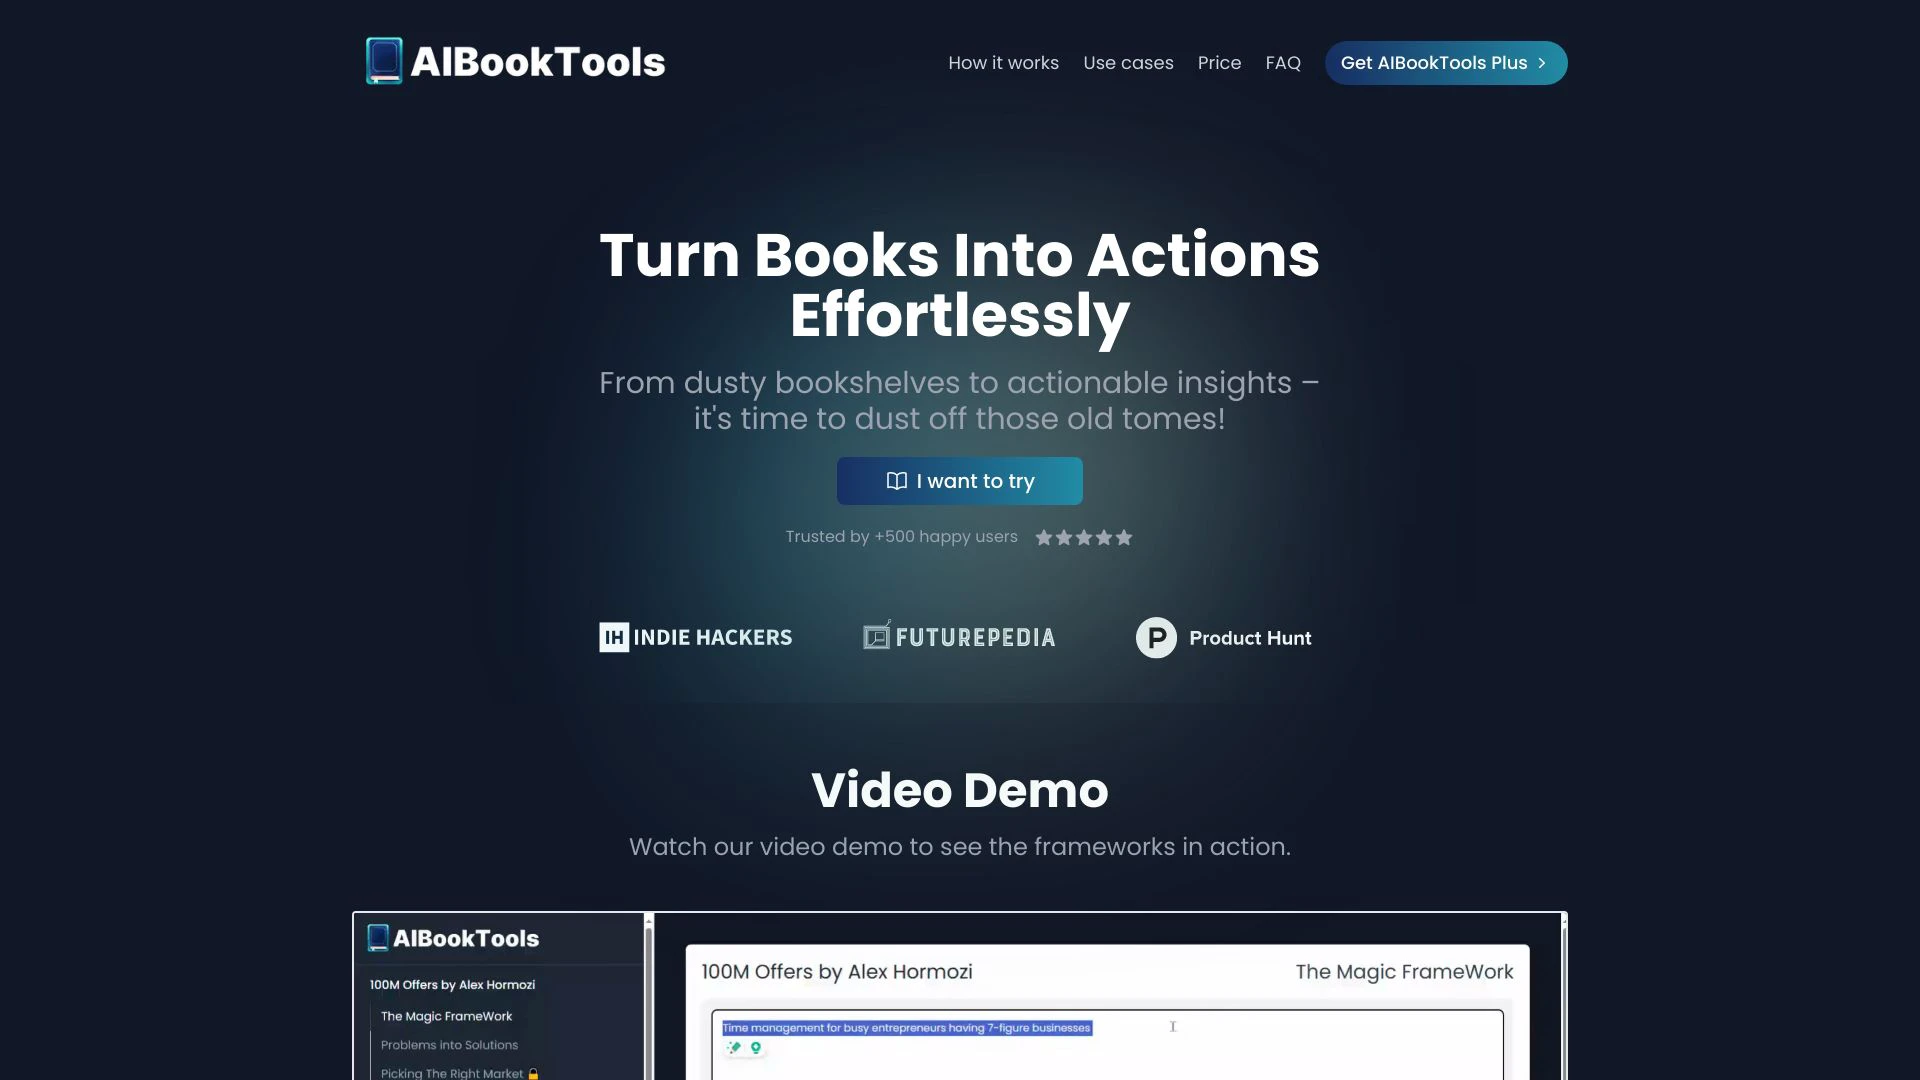 AIBookTools
How it works
Use cases
Price
FAQ
Get AIBookTools Plus
Turn Books Into Actions
Effortlessly
From dusty bookshelves to actionable insights –
it's time to dust off those old tomes!
I want to try
Trusted by +500 happy users
IH INDIE HACKERS
FUTUREPEDIA
P Product Hunt
Video Demo
Watch our video demo to see the frameworks in action.
AIBookTools
100M Offers by Alex Hormozi
The Magic FrameWork
Problems into Solutions
Picking The Right Market
100M Offers by Alex Hormozi
The Magic FrameWork
Time management for busy entrepreneurs having 7-figure businesses